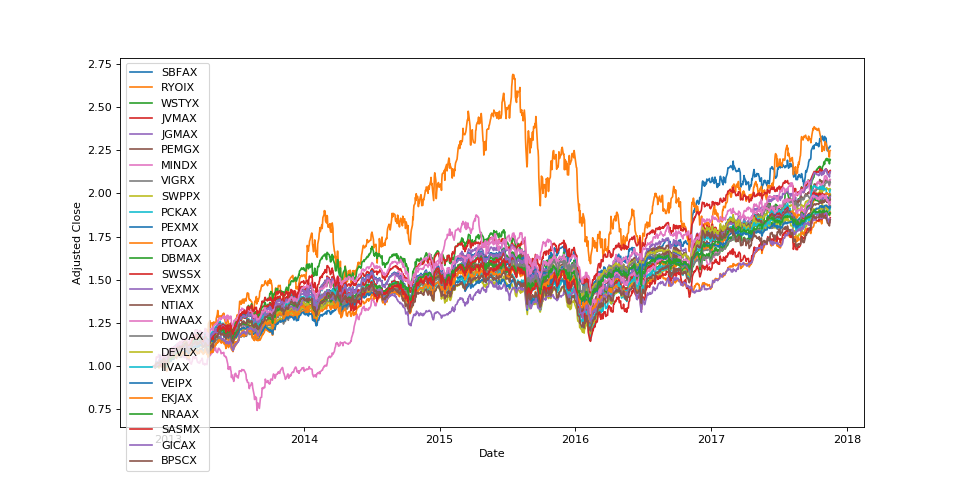 2.75
2.50
2.25
2.00
1.75
1.50
1.25
1.00
0.75
Adjusted Close
SBFAX
RYOIX
WSTYX
JVMAX
JGMAX
PEMGX
MINDX
VIGRX
SWPPX
PCKAX
PEXMX
PTOAX
DBMAX
SWSSX
VEXMX
NTIAX
HWAAX
DWOAX
DEVLX
IIVAX
VEIPX
EKJAX
NRAAX
SASMX
GICAX
BPSCX
2013
2014
2015
2016
2017
2018
Date